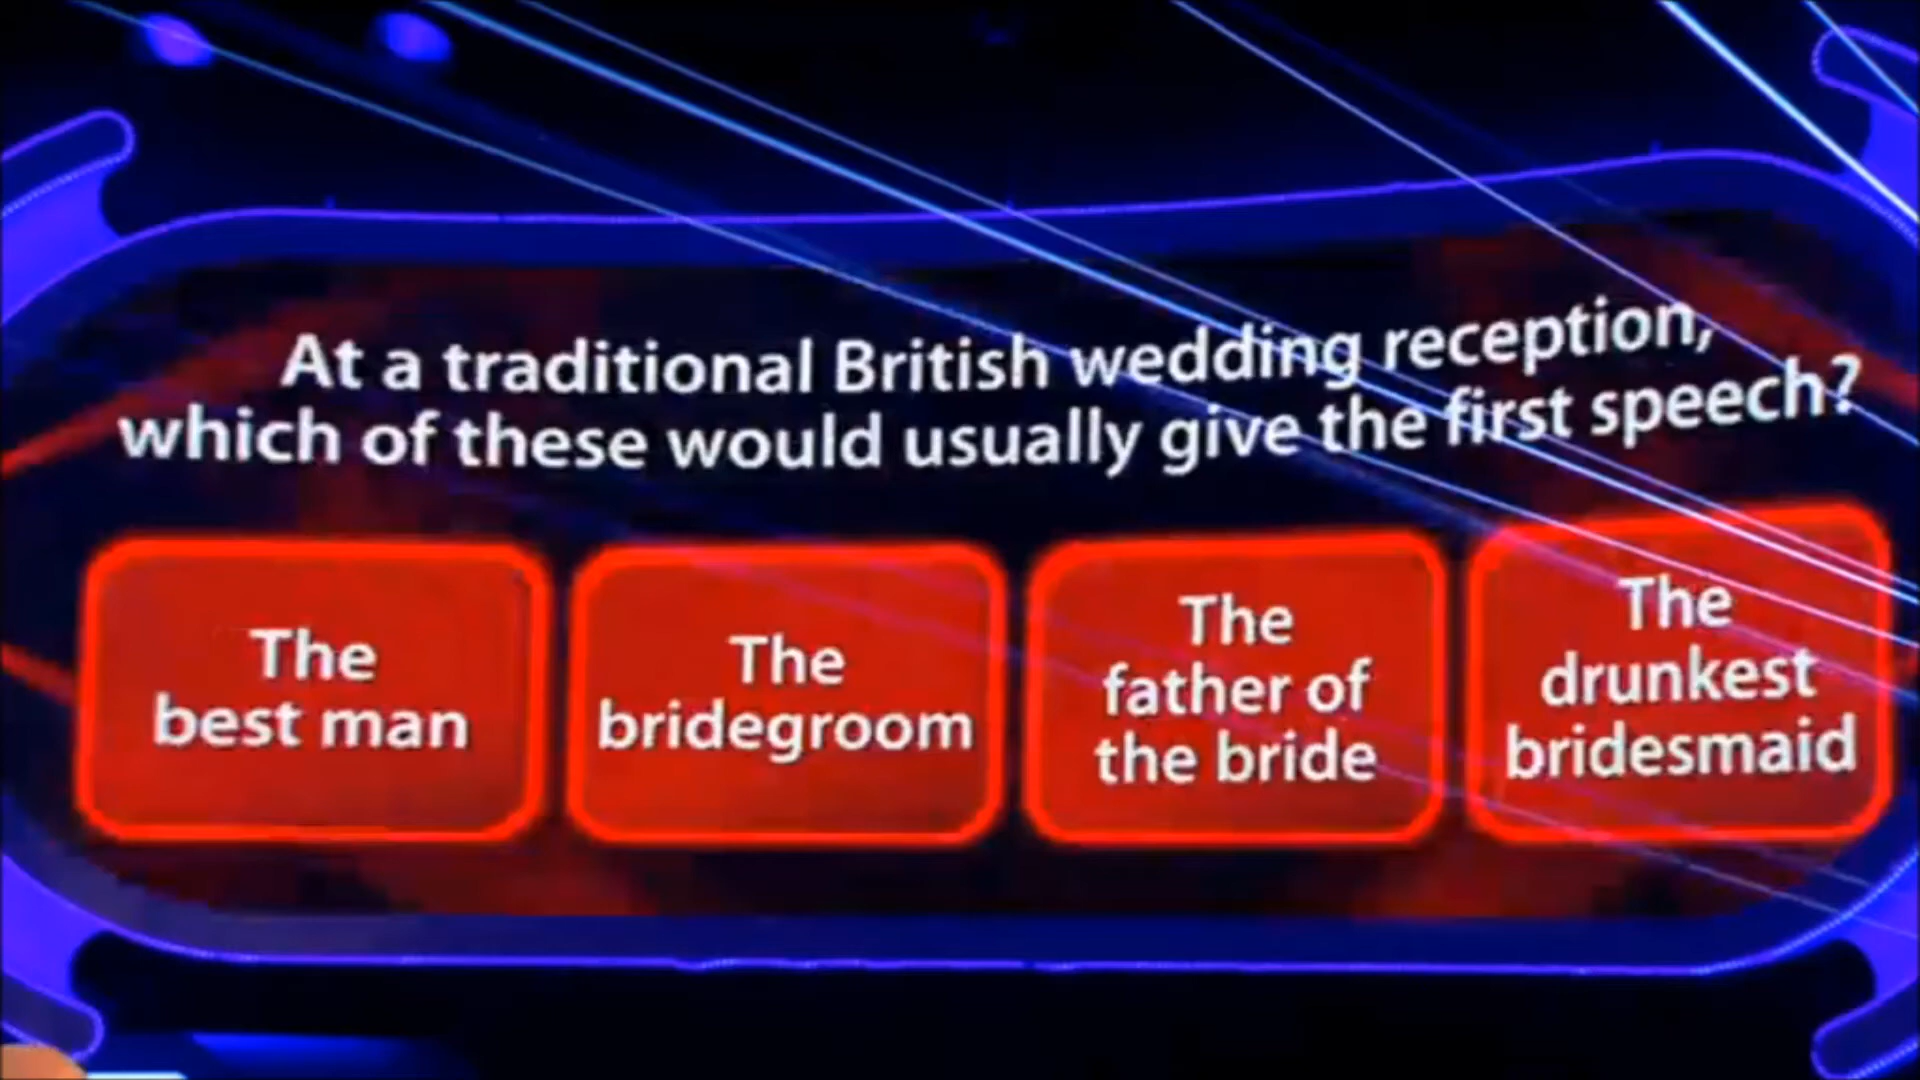 At a traditional British wedding reception,
which of these would usually give the first speech?
The
best man
The
bridegroom
The
father of
the bride
The
drunkest
bridesmaid